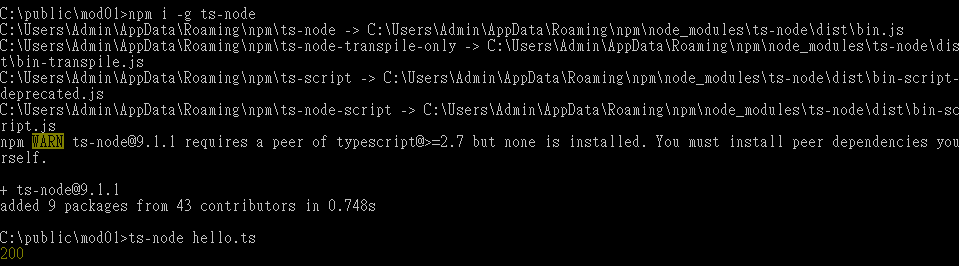 C:\public\mod01>npm i -g ts-node
C:\Users\Admin\AppData\Roaming\npm\ts-node -> C:\Users\Admin\AppData\Roaming\npm\node_modules\ts-node\dist\bin.js
C:\Users\Admin\AppData\Roaming\npm\ts-node-transpile-only -> C:\Users\Admin\AppData\Roaming\npm\node_modules\ts-node\dis
t\bin-transpile.js
C:\Users\Admin\AppData\Roaming\npm\ts-script -> C:\Users\Admin\AppData\Roaming\npm\node_modules\ts-node\dist\bin-script-
deprecated.js
C:\Users\Admin\AppData\Roaming\npm\ts-node-script -> C:\Users\Admin\AppData\Roaming\npm\node_modules\ts-node\dist\bin-sc
ript.js
npm WARN ts-node@9.1.1 requires a peer of typescript@>=2.7 but none is installed. You must install peer dependencies you
rself.
+ ts-node@9.1.1
added 9 packages from 43 contributors in 0.748s
C:\public\mod01>ts-node hello.ts
200